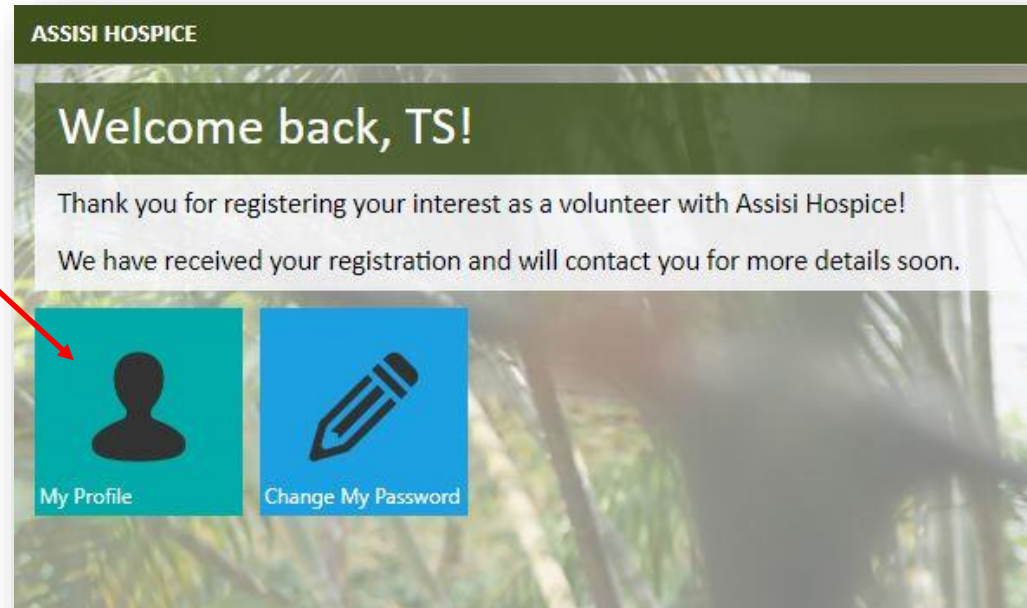 ASSISI HOSPICE
Welcome back, TS!
Thank you for registering your interest as a volunteer with Assisi Hospice!
We have received your registration and will contact you for more details soon.
My Profile
Change My Password